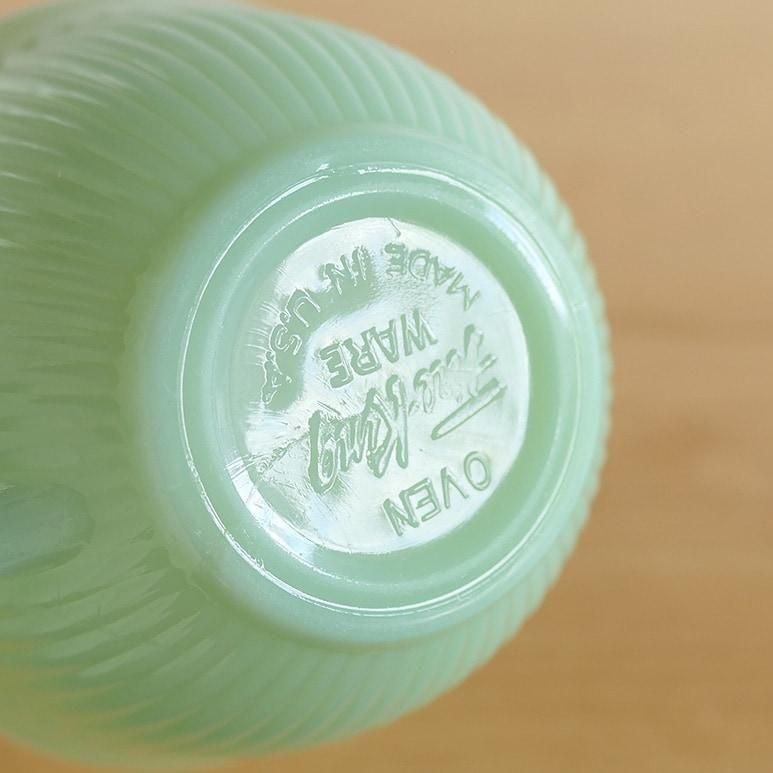 OVEN
Fire-King
WARE
MADE IN U.S.A